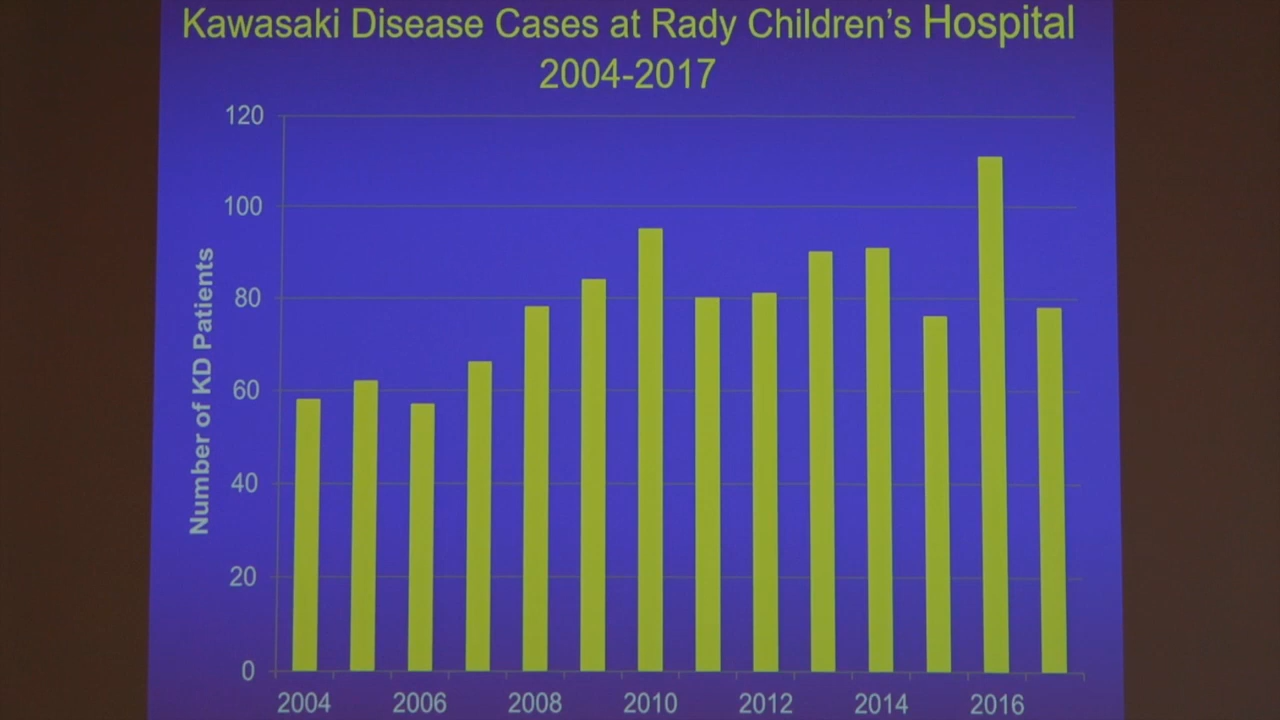 Kawasaki Disease Cases at Rady Children's Hospital
2004-2017
Number of KD Patients
120
100
80
60
40
20
0
2004 2006 2008 2010 2012 2014 2016